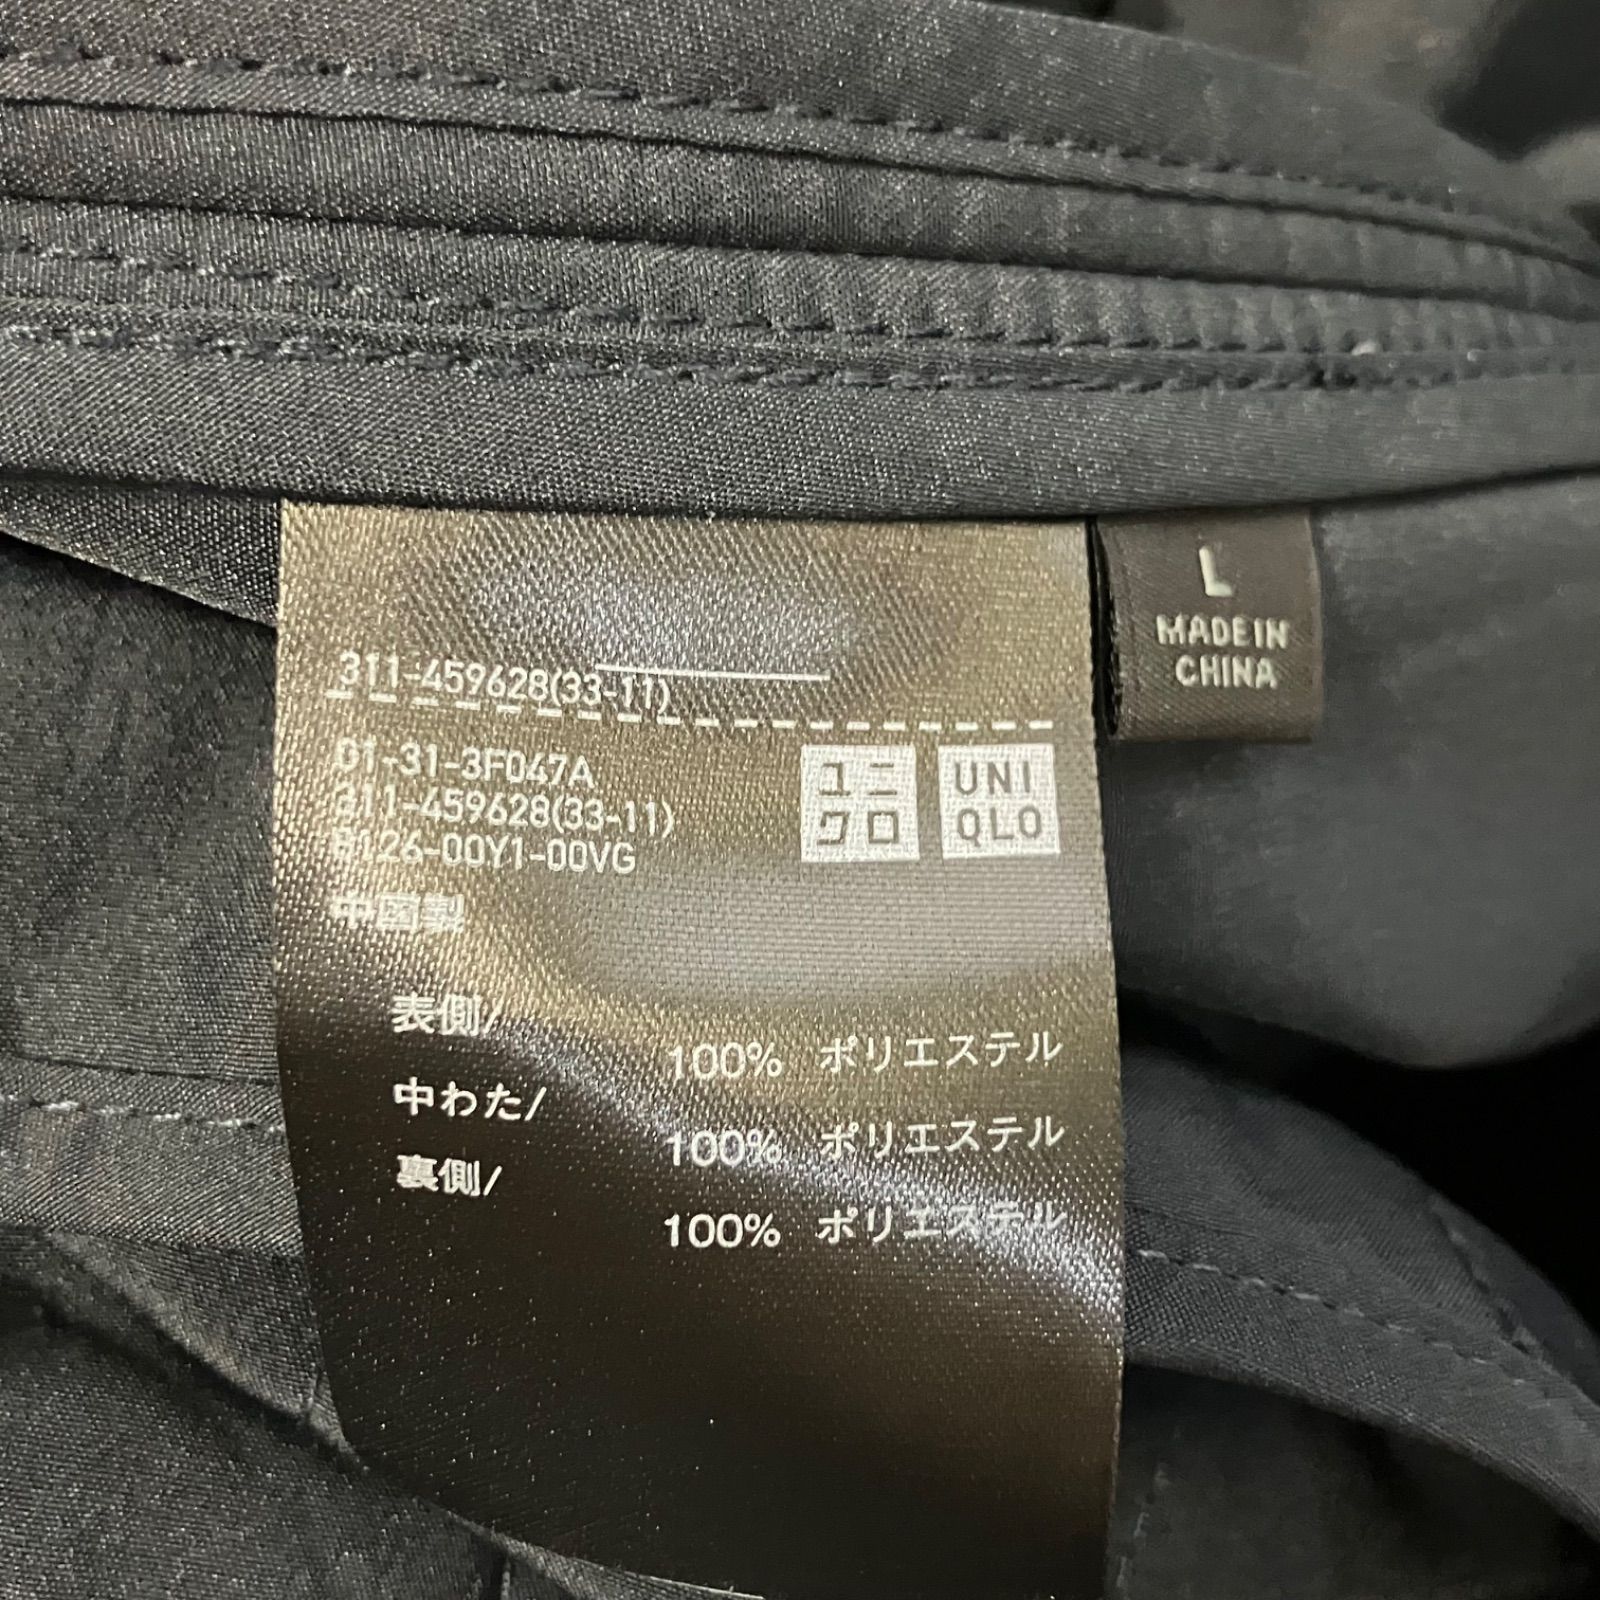 L
MADE IN
CHINA
311-459628(33-11)
01-31-3F047A
311-459628(33-11)
8126-00Y1-00VG
ユニ
クロ
UNI
QLO
中国製
表側/
100% ポリエステル
中わた/
100% ポリエステル
裏側/
100% ポリエステル